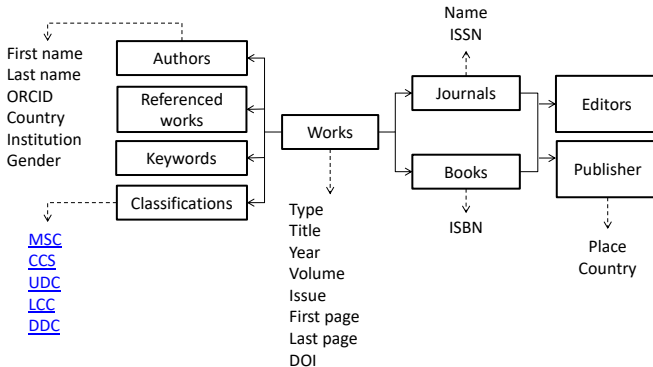 First name
Last name
ORCID
Country
Institution
Gender
Authors
Referenced
works
Keywords
Classifications
MSC
CCS
UDC
LCC
DDC
Works
Type
Title
Year
Volume
Issue
First page
Last page
DOI
Name
ISSN
Journals
Books
ISBN
Editors
Publisher
Place
Country